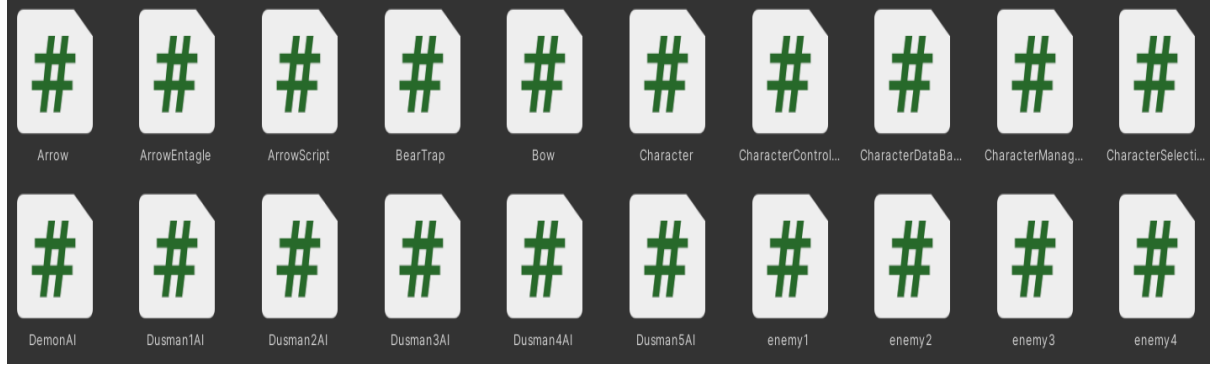 Arrow ArrowEntagle ArrowScript BearTrap Bow Character CharacterControl... CharacterDataBa... CharacterManag... CharacterSelecti...
DemonAI Dusman1AI Dusman2AI Dusman3AI Dusman4AI Dusman5AI enemy1 enemy2 enemy3 enemy4